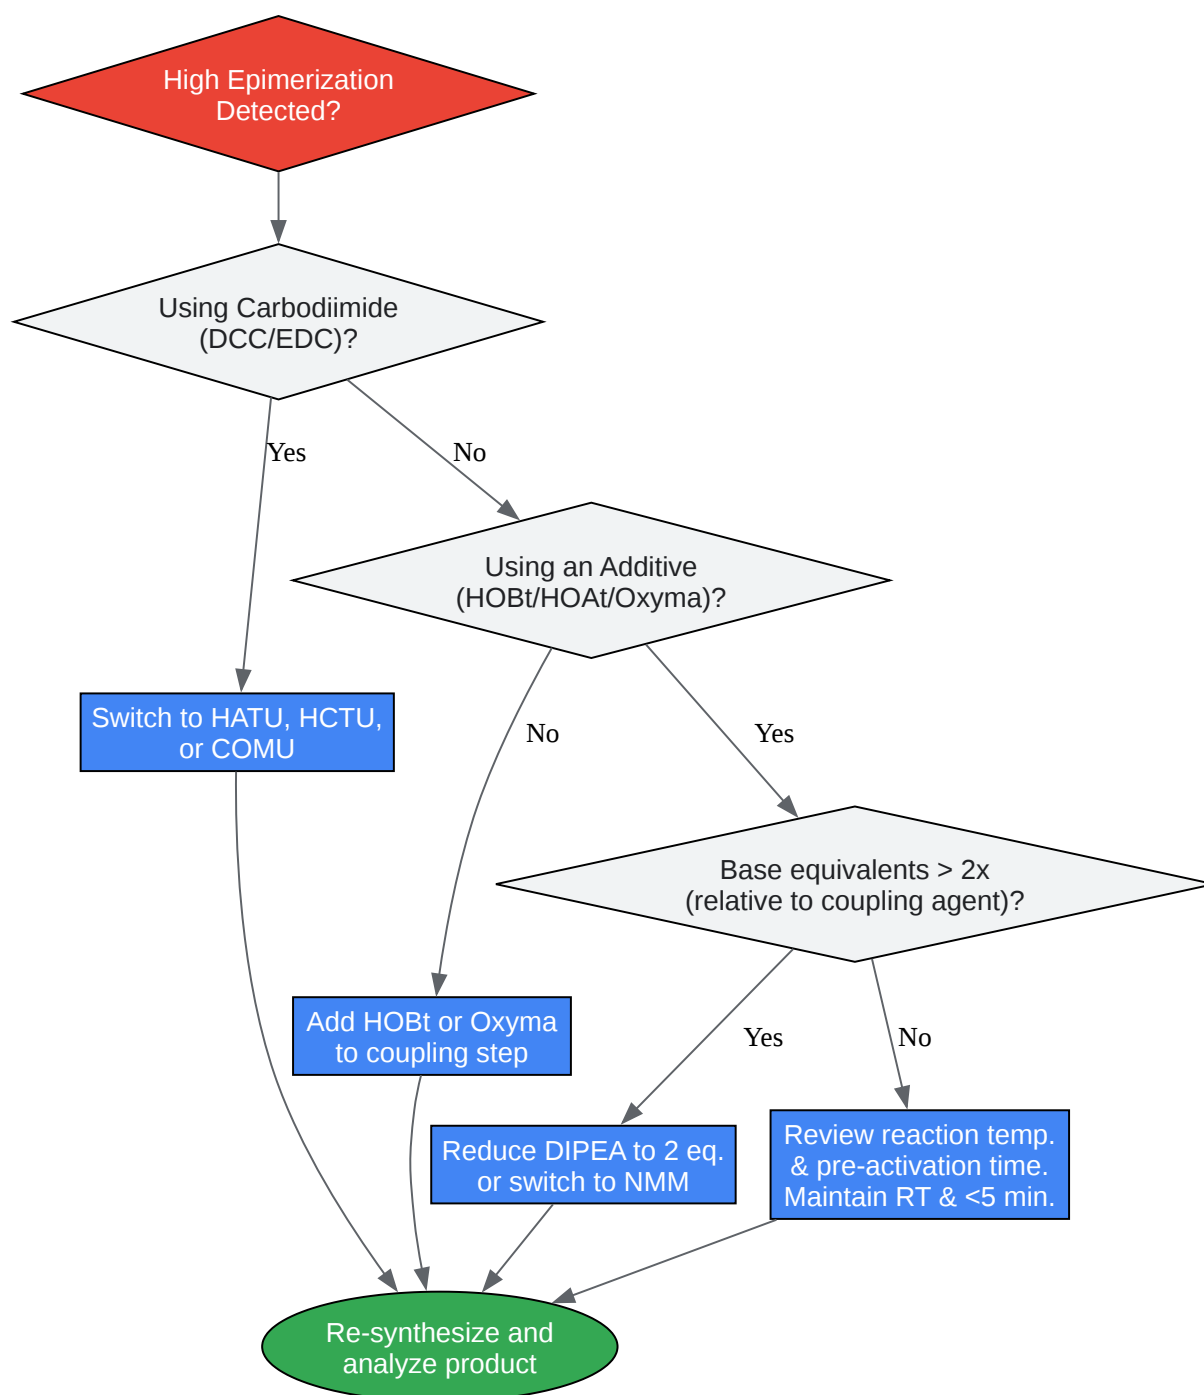 High Epimerization
Detected?
Using Carbodiimide
(DCC/EDC)?
Yes
No
Using an Additive
(HOBt/HOAt/Oxyma)?
Switch to HATU, HCTU,
or COMU
No
Yes
Base equivalents > 2x
(relative to coupling agent)?
Add HOBt or Oxyma
to coupling step
Yes
No
Reduce DIPEA to 2 eq.
or switch to NMM
Review reaction temp.
& pre-activation time.
Maintain RT & <5 min.
Re-synthesize and
analyze product